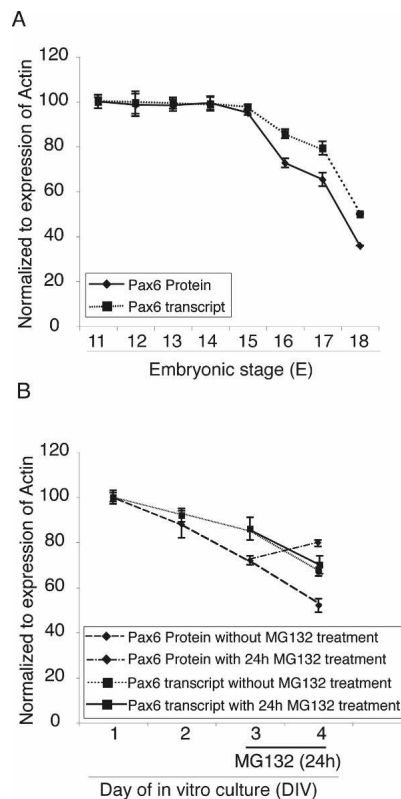 A
Normalized to expression of Actin
120
100
80
60
40
20
0
Pax6 Protein
Pax6 transcript
11 12 13 14 15 16 17 18
Embryonic stage (E)
B
Normalized to expression of Actin
120
100
80
60
40
20
0
Pax6 Protein without MG132 treatment
Pax6 Protein with 24h MG132 treatment
Pax6 transcript without MG132 treatment
Pax6 transcript with 24h MG132 treatment
1 2 3 4
MG132 (24h)
Day of in vitro culture (DIV)